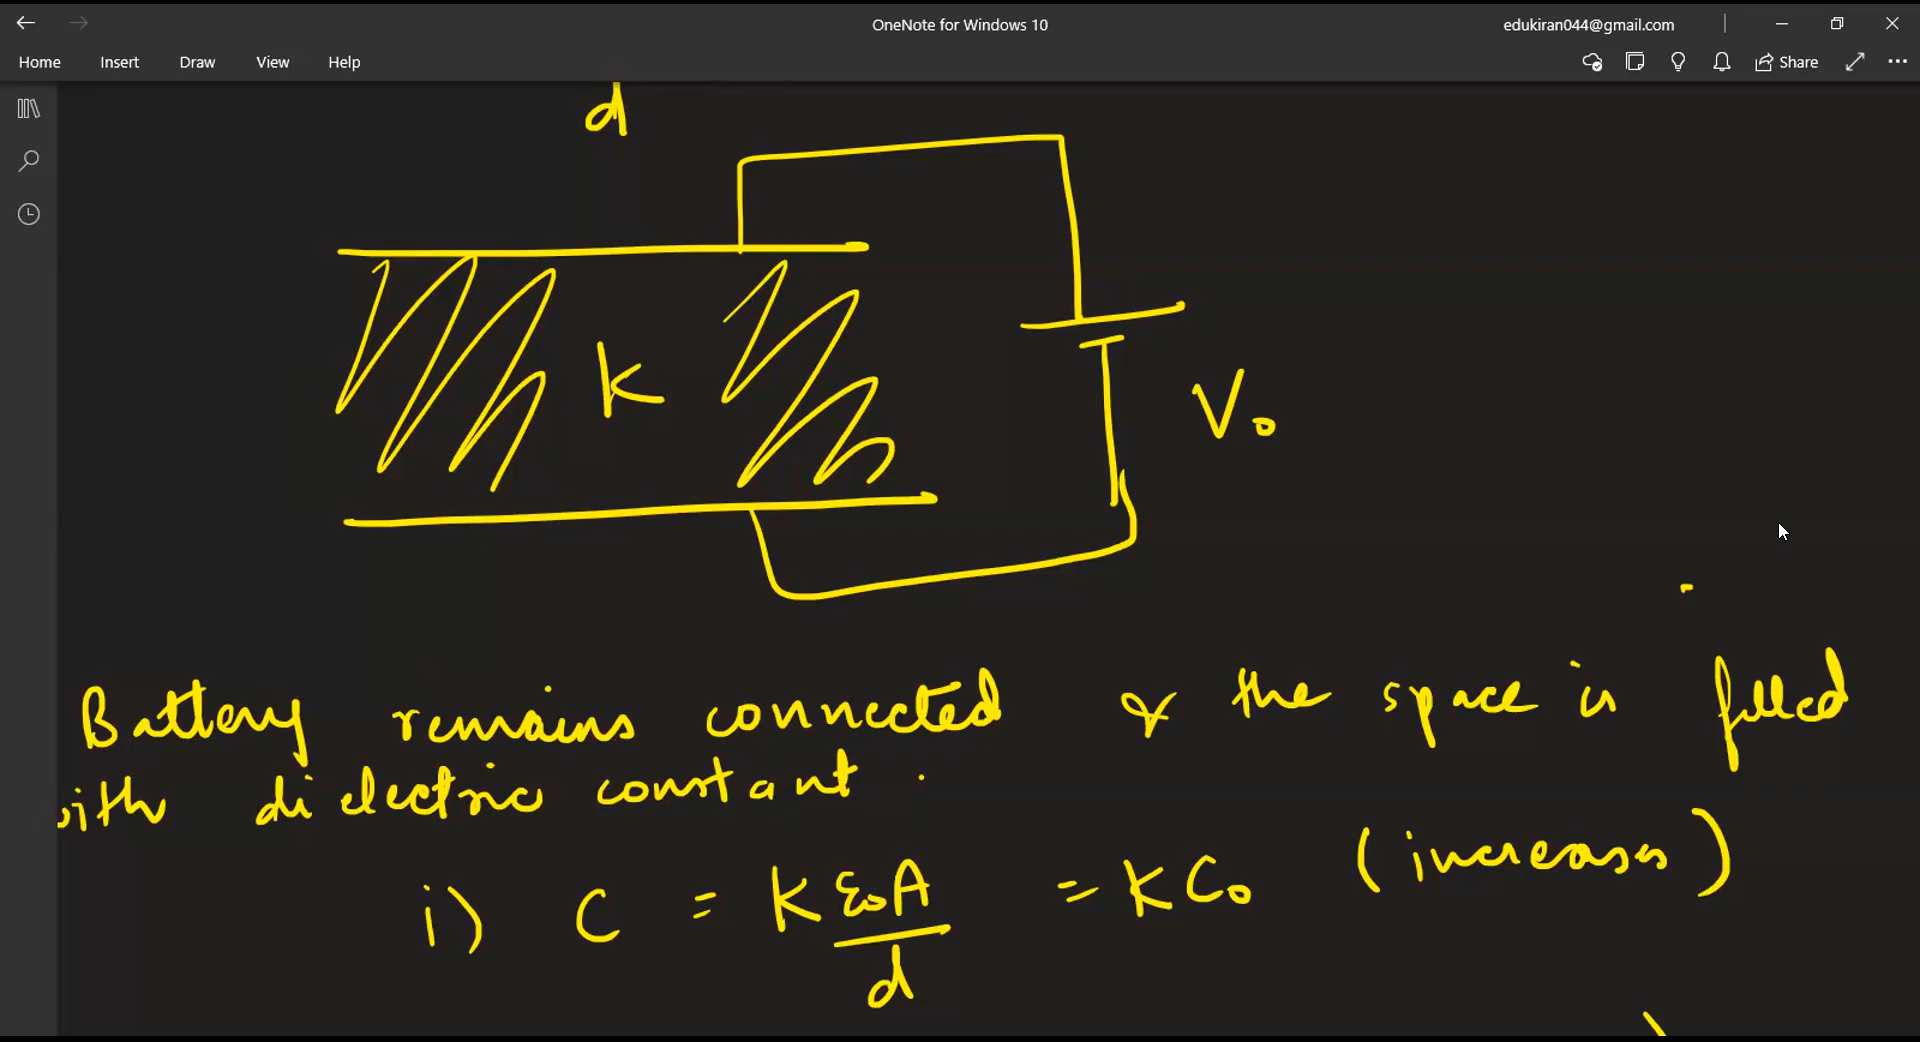 OneNote for Windows 10
edukiran044@gmail.com
Home Insert Draw View Help
Share
d
K
V₀
Battery remains connected & the space is filled
with dielectric constant.
i) C = K ε₀A / d = KC₀ (increases)